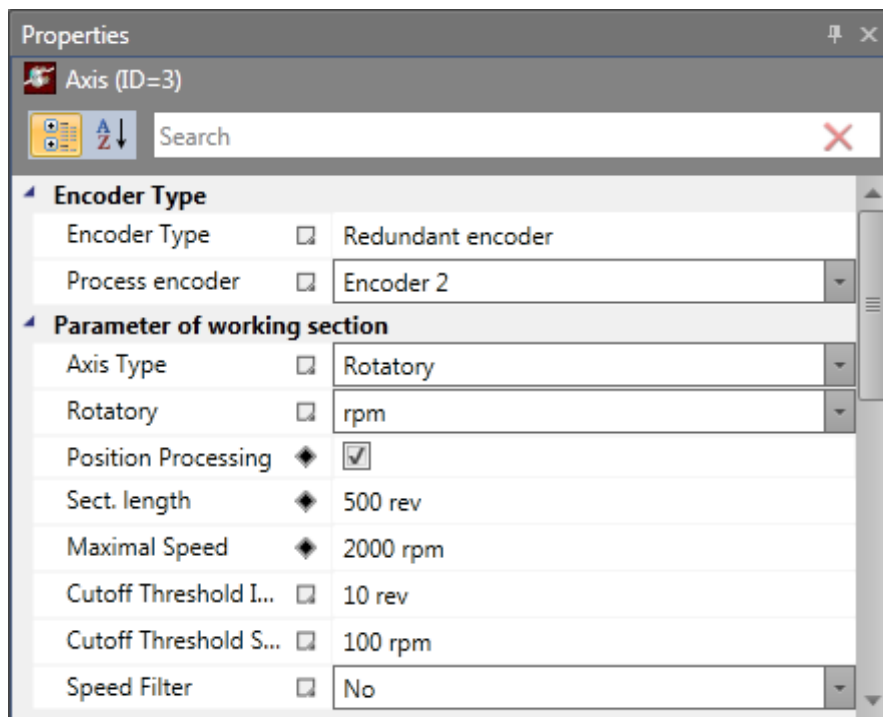 Properties
Axis (ID=3)
A Z Search
Encoder Type
Encoder Type Redundant encoder
Process encoder Encoder 2
Parameter of working section
Axis Type Rotatory
Rotatory rpm
Position Processing
Sect. length 500 rev
Maximal Speed 2000 rpm
Cutoff Threshold I... 10 rev
Cutoff Threshold S... 100 rpm
Speed Filter No